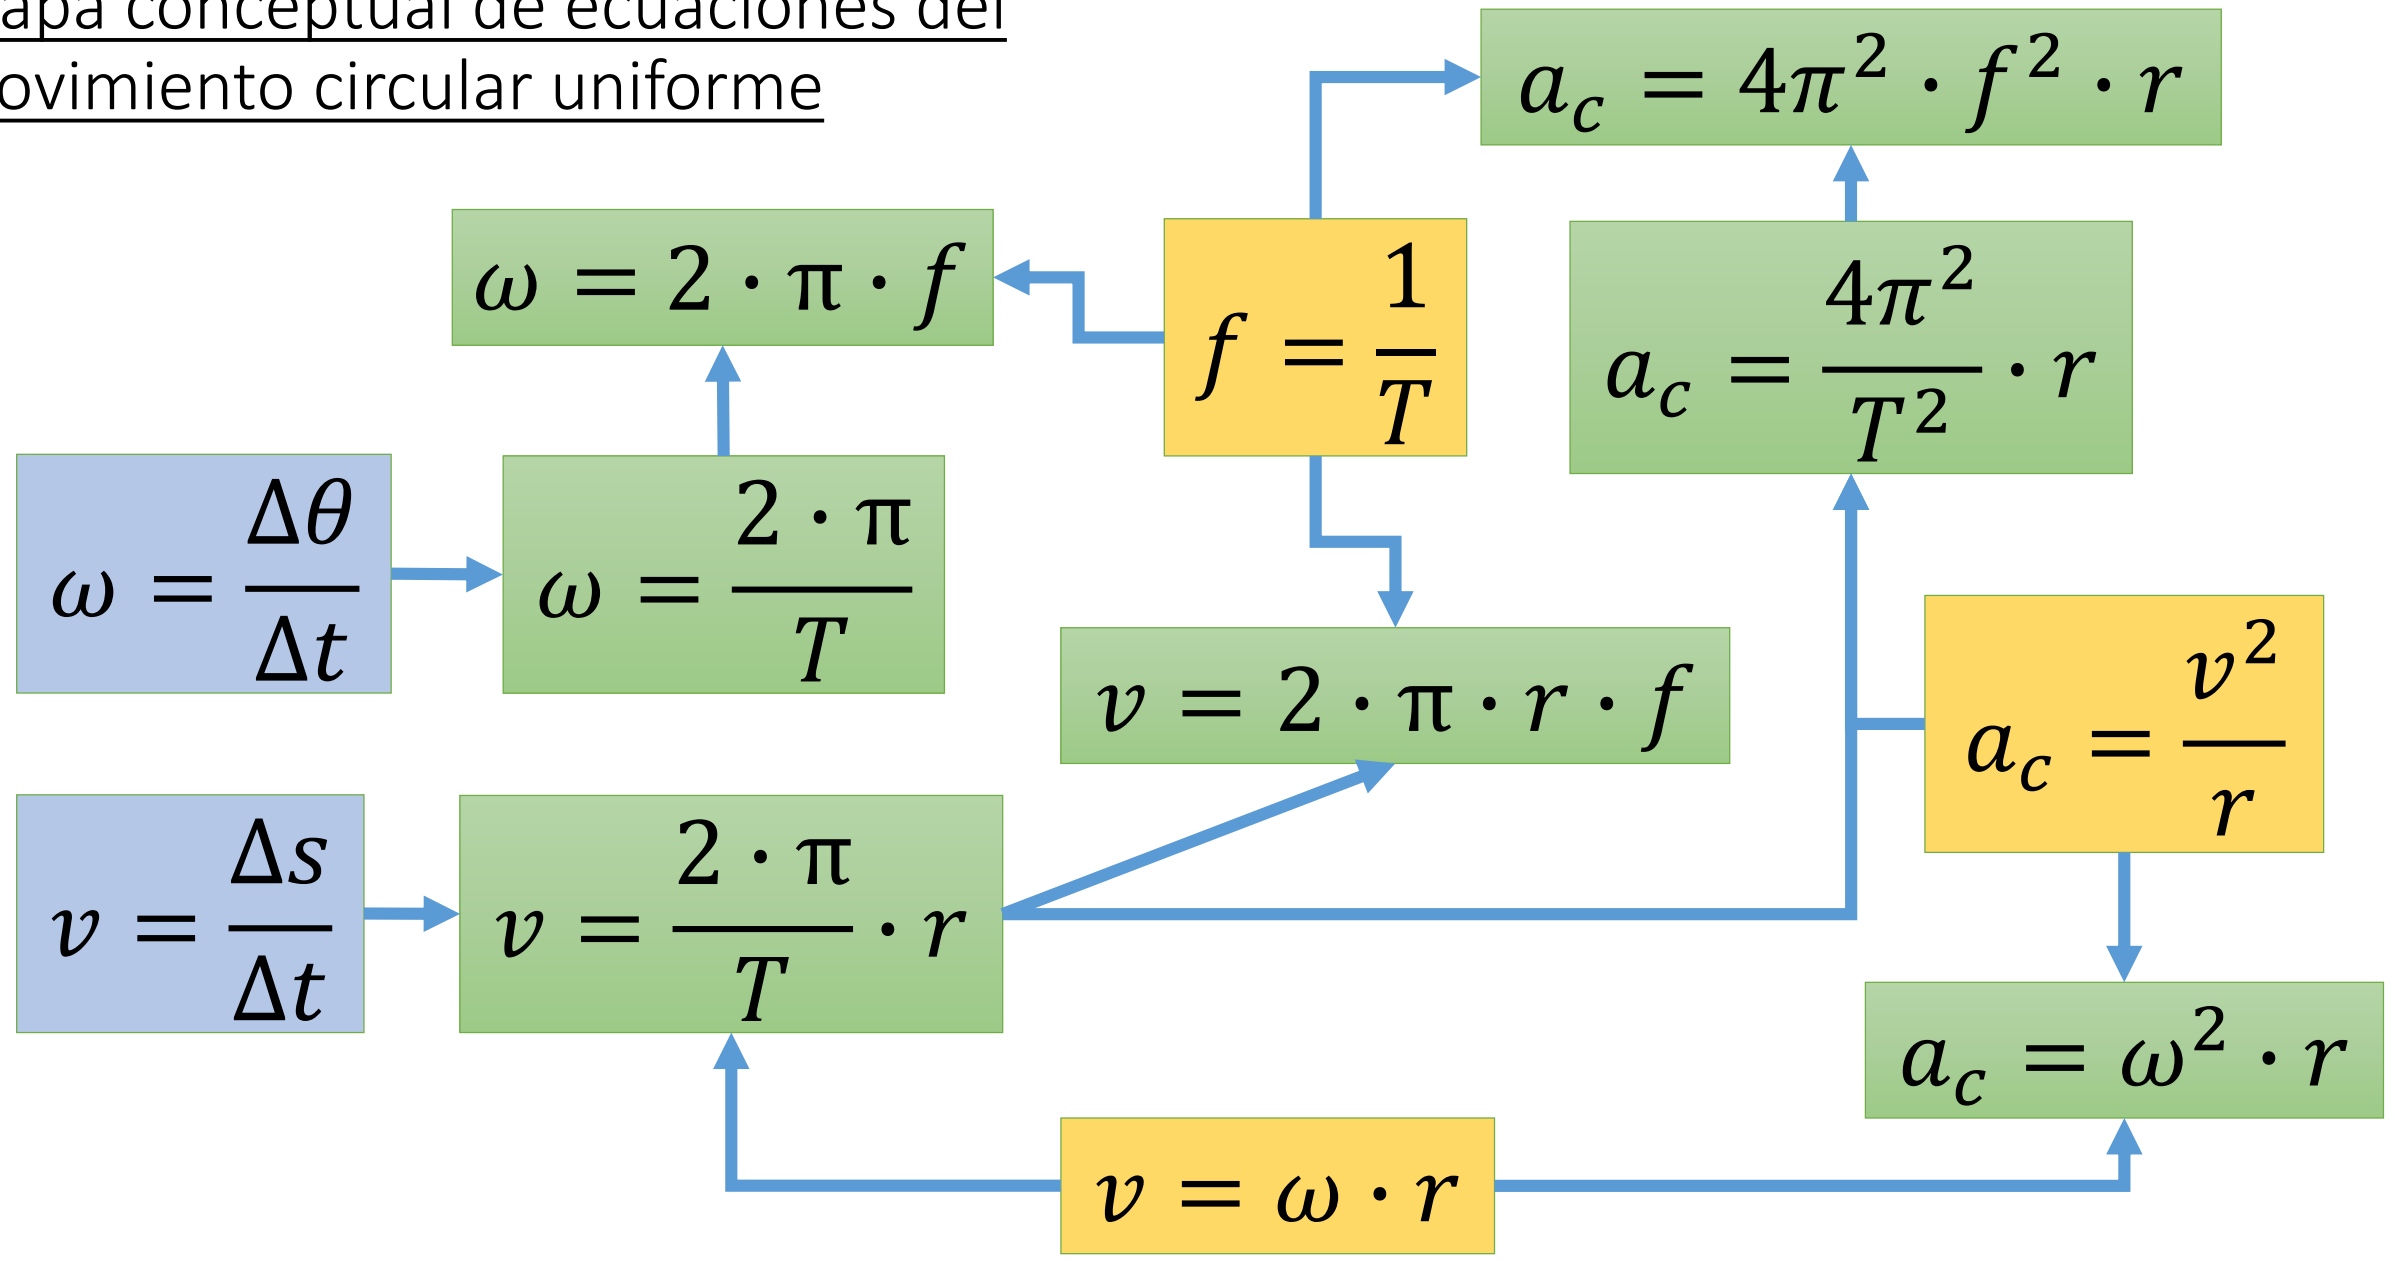 apa conceptual de ecuaciones del
ovimiento circular uniforme
a_c = 4π² · f² · r
ω = 2 · π · f
f = 1/T
a_c = 4π²/T² · r
ω = Δθ/Δt
ω = 2 · π/T
v = 2 · π · r · f
a_c = v²/r
v = Δs/Δt
v = 2 · π/T · r
a_c = ω² · r
v = ω · r